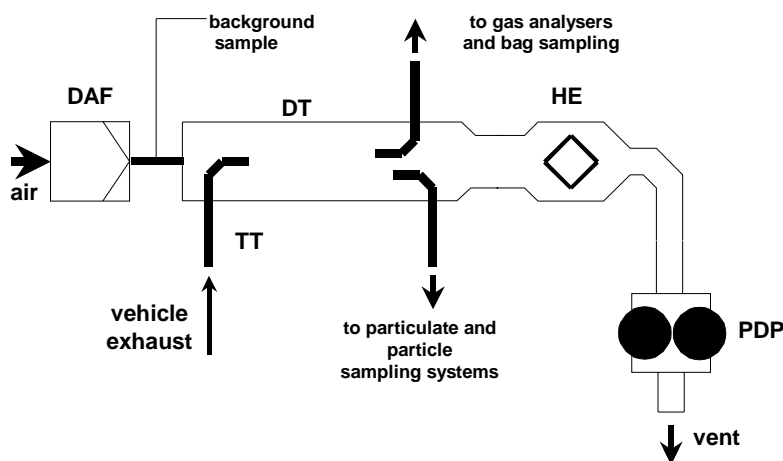 background
sample
to gas analysers
and bag sampling
DAF
DT
HE
air
TT
vehicle
exhaust
to particulate and
particle
sampling systems
PDP
vent